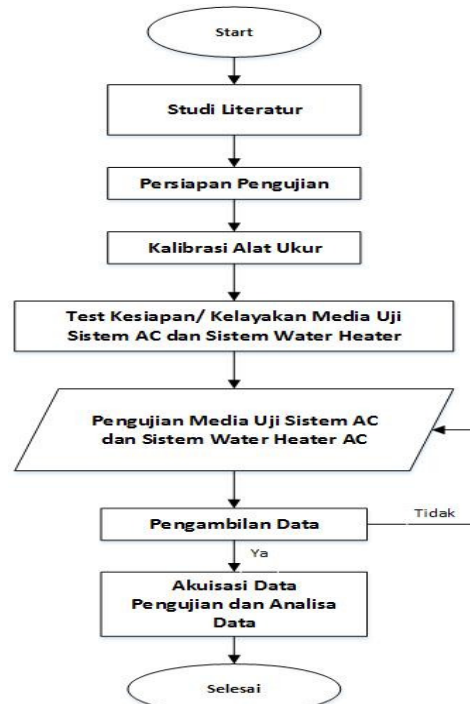 Start
Studi Literatur
Persiapan Pengujian
Kalibrasi Alat Ukur
Test Kesiapan/ Kelayakan Media Uji
Sistem AC dan Sistem Water Heater
Pengujian Media Uji Sistem AC
dan Sistem Water Heater AC
Pengambilan Data
Tidak
Ya
Akuisasi Data
Pengujian dan Analisa
Data
Selesai